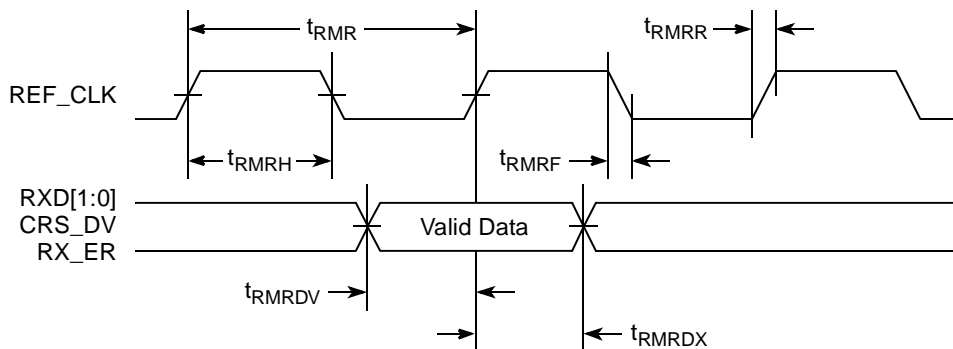 tRMR
tRMRR
REF_CLK
tRMRH
tRMRF
RXD[1:0]
CRS_DV
RX_ER
Valid Data
tRMRDV
tRMRDX